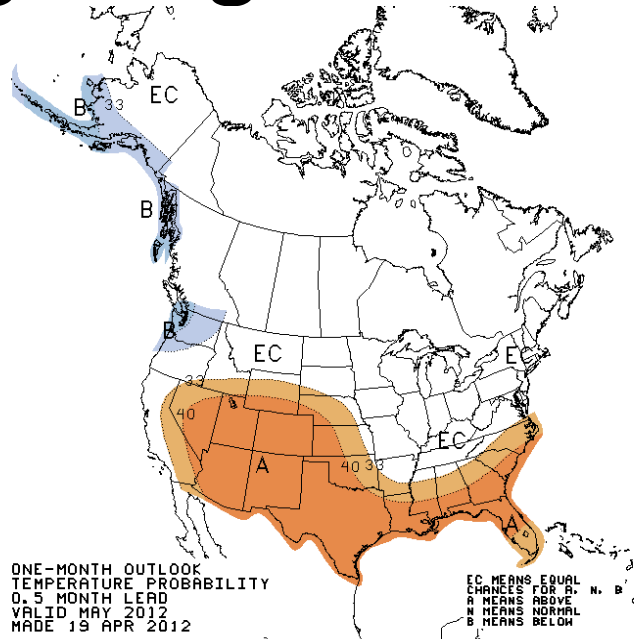 EC
B
33
B
B
EC
EC
33
40
EC
A
40
33
A
ONE-MONTH OUTLOOK
TEMPERATURE PROBABILITY
0.5 MONTH LEAD
VALID MAY 2012
MADE 19 APR 2012
EC MEANS EQUAL
CHANCES FOR A, N, B
A MEANS ABOVE
N MEANS NORMAL
B MEANS BELOW